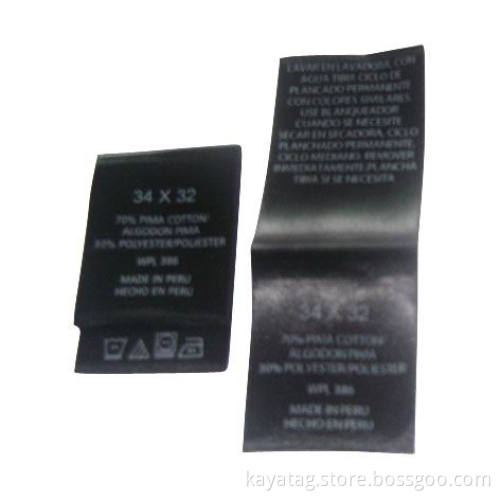 34 X 32
70% PIMA COTTON/
ALGODON PIMA
30% POLYESTER/POLIESTER
WPL 386
MADE IN PERU
HECHO EN PERU
LAVAR EN LAVADORA, CON
AGUA TIBIA CICLO DE
PLANCADO PERMANENTE
CON COLORES SIMILARES
USE BLANQUEADOR
CUANDO SE NECESITE
SECAR EN SECADORA, CICLO
PLANCHADO PERMANENTE,
CICLO MEDIANO. REMOVER
INMEDIATAMENTE, PLANCHA
TIBIA SI SE NECESITA
34 X 32
70% PIMA COTTON/
ALGODON PIMA
30% POLYESTER/POLIESTER
WPL 386
MADE IN PERU
HECHO EN PERU
kayatag.store.bossgoo.com